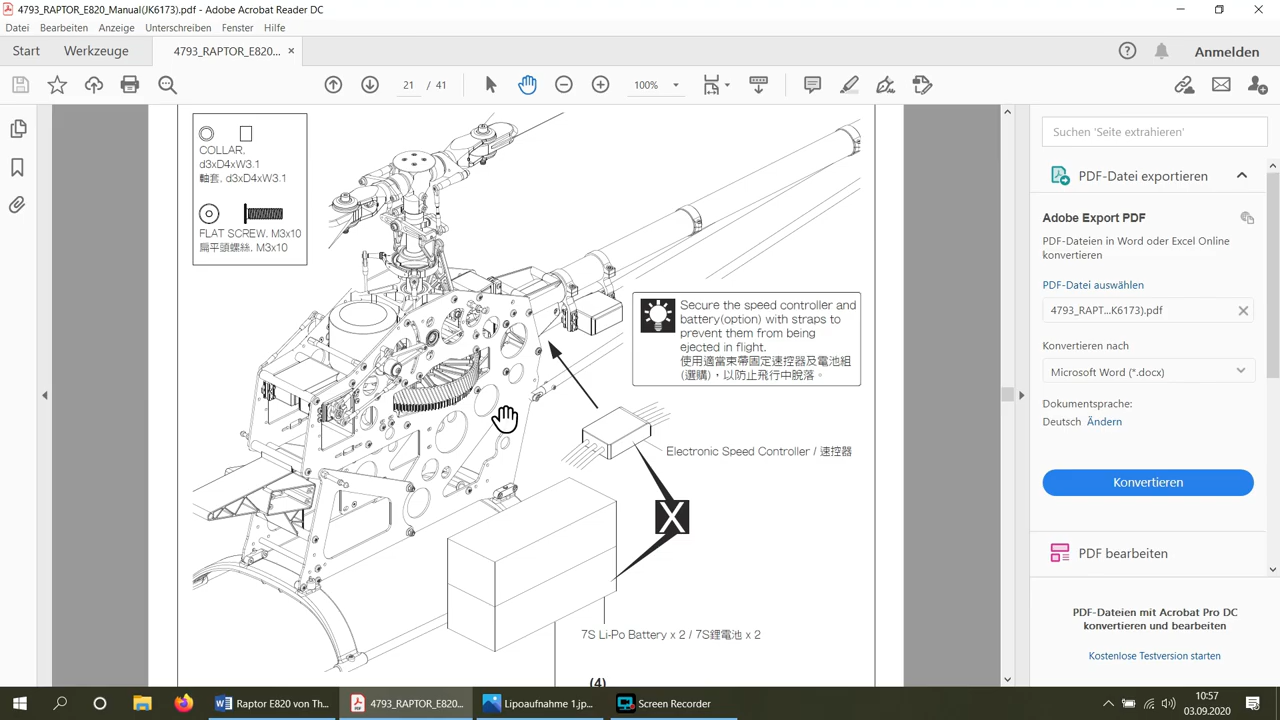 4793_RAPTOR_E820_Manual(JK6173).pdf - Adobe Acrobat Reader DC
Datei Bearbeiten Anzeige Unterschreiben Fenster Hilfe
Start Werkzeuge 4793_RAPTOR_E820... × Anmelden
21 / 41 100%
COLLAR.
d3xD4xW3.1
軸套. d3xD4xW3.1
FLAT SCREW. M3x10
扁平頭螺絲. M3x10
Secure the speed controller and
battery(option) with straps to
prevent them from being
ejected in flight.
使用適當束帶固定速控器及電池組
(選購)，以防止飛行中脫落。
Electronic Speed Controller / 速控器
X
7S Li-Po Battery x 2 / 7S鋰電池 x 2
(4)
Suchen 'Seite extrahieren'
PDF-Datei exportieren
Adobe Export PDF
PDF-Dateien in Word oder Excel Online
konvertieren
PDF-Datei auswählen
4793_RAPT...K6173).pdf
Konvertieren nach
Microsoft Word (*.docx)
Dokumentsprache:
Deutsch Ändern
Konvertieren
PDF bearbeiten
PDF-Dateien mit Acrobat Pro DC
konvertieren und bearbeiten
Kostenlose Testversion starten
Raptor E820 von Th...
4793_RAPTOR_E820...
Lipoaufnahme 1.jp...
Screen Recorder
10:57
03.09.2020